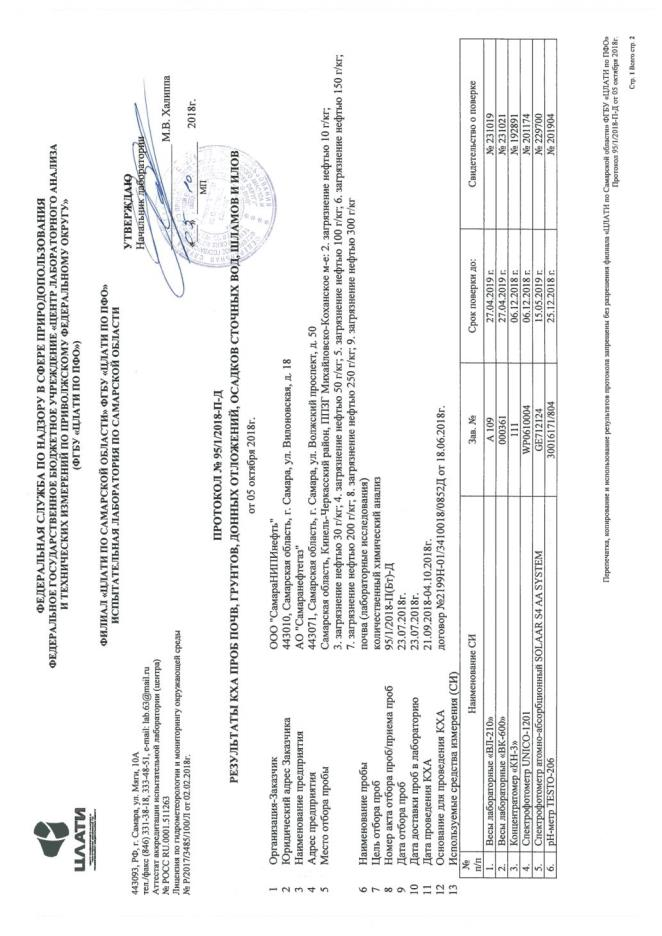 ФЕДЕРАЛЬНАЯ СЛУЖБА ПО НАДЗОРУ В СФЕРЕ ПРИРОДОПОЛЬЗОВАНИЯ
ФЕДЕРАЛЬНОЕ ГОСУДАРСТВЕННОЕ БЮДЖЕТНОЕ УЧРЕЖДЕНИЕ «ЦЕНТР ЛАБОРАТОРНОГО АНАЛИЗА
И ТЕХНИЧЕСКИХ ИЗМЕРЕНИЙ ПО ПРИВОЛЖСКОМУ ФЕДЕРАЛЬНОМУ ОКРУГУ»
(ФГБУ «ЦЛАТИ ПО ПФО»)
ЦЛАТИ
ФИЛИАЛ «ЦЛАТИ ПО САМАРСКОЙ ОБЛАСТИ» ФГБУ «ЦЛАТИ ПО ПФО»
ИСПЫТАТЕЛЬНАЯ ЛАБОРАТОРИЯ ПО САМАРСКОЙ ОБЛАСТИ
443093, РФ, г. Самара, ул. Мяги, 10А
тел./факс (846) 331-38-18, 333-48-51, e-mail: lab.63@mail.ru
Аттестат аккредитации испытательной лаборатории (центра)
№ РОСС RU.0001.511263
Лицензия по гидрометеорологии и мониторингу окружающей среды
№ Р/2017/3485/100/Л от 02.02.2018г.
УТВЕРЖДАЮ
Начальник лаборатории
М.В. Халиппа
05 10 2018г.
МП
ПРОТОКОЛ № 95/1/2018-П-Д
РЕЗУЛЬТАТЫ КХА ПРОБ ПОЧВ, ГРУНТОВ, ДОННЫХ ОТЛОЖЕНИЙ, ОСАДКОВ СТОЧНЫХ ВОД, ШЛАМОВ И ИЛОВ
от 05 октября 2018г.
1 Организация-Заказчик ООО "СамараНИПИнефть"
2 Юридический адрес Заказчика 443010, Самарская область, г. Самара, ул. Вилоновская, д. 18
3 Наименование предприятия АО "Самаранефтегаз"
4 Адрес предприятия 443071, Самарская область, г. Самара, ул. Волжский проспект, д. 50
5 Место отбора пробы Самарская область, Кинель-Черкасский район, ППЗГ Михайловско-Коханское м-е: 2. загрязнение нефтью 10 г/кг;
3. загрязнение нефтью 30 г/кг; 4. загрязнение нефтью 50 г/кг; 5. загрязнение нефтью 100 г/кг; 6. загрязнение нефтью 150 г/кг;
7. загрязнение нефтью 200 г/кг; 8. загрязнение нефтью 250 г/кг; 9. загрязнение нефтью 300 г/кг
6 Наименование пробы почва (лабораторные исследования)
7 Цель отбора проб количественный химический анализ
8 Номер акта отбора проб/приема проб 95/1/2018-П(Бт)-Д
9 Дата отбора проб 23.07.2018г.
10 Дата доставки проб в лабораторию 23.07.2018г.
11 Дата проведения КХА 21.09.2018-04.10.2018г.
12 Основание для проведения КХА договор №2199Н-01/3410018/0852Д от 18.06.2018г.
13 Используемые средства измерения (СИ)
№ п/п Наименование СИ Зав. № Срок поверки до: Свидетельство о поверке
1. Весы лабораторные «ВЛ-210» А 109 27.04.2019 г. № 231019
2. Весы лабораторные «ВК-600» 000361 27.04.2019 г. № 231021
3. Концентратомер «КН-3» 111 06.12.2018 г. № 192891
4. Спектрофотометр UNICO-1201 WP0610004 06.12.2018 г. № 201174
5. Спектрофотометр атомно-абсорбционный SOLAAR S4 AA SYSTEM GE712124 15.05.2019 г. № 229700
6. pH-метр TESTO-206 30016171/804 25.12.2018 г. № 201904
Перепечатка, копирование и использование результатов протокола запрещены без разрешения филиала «ЦЛАТИ по Самарской области» ФГБУ «ЦЛАТИ по ПФО»
Протокол 95/1/2018-П-Д от 05 октября 2018г.
Стр. 1 Всего стр. 2